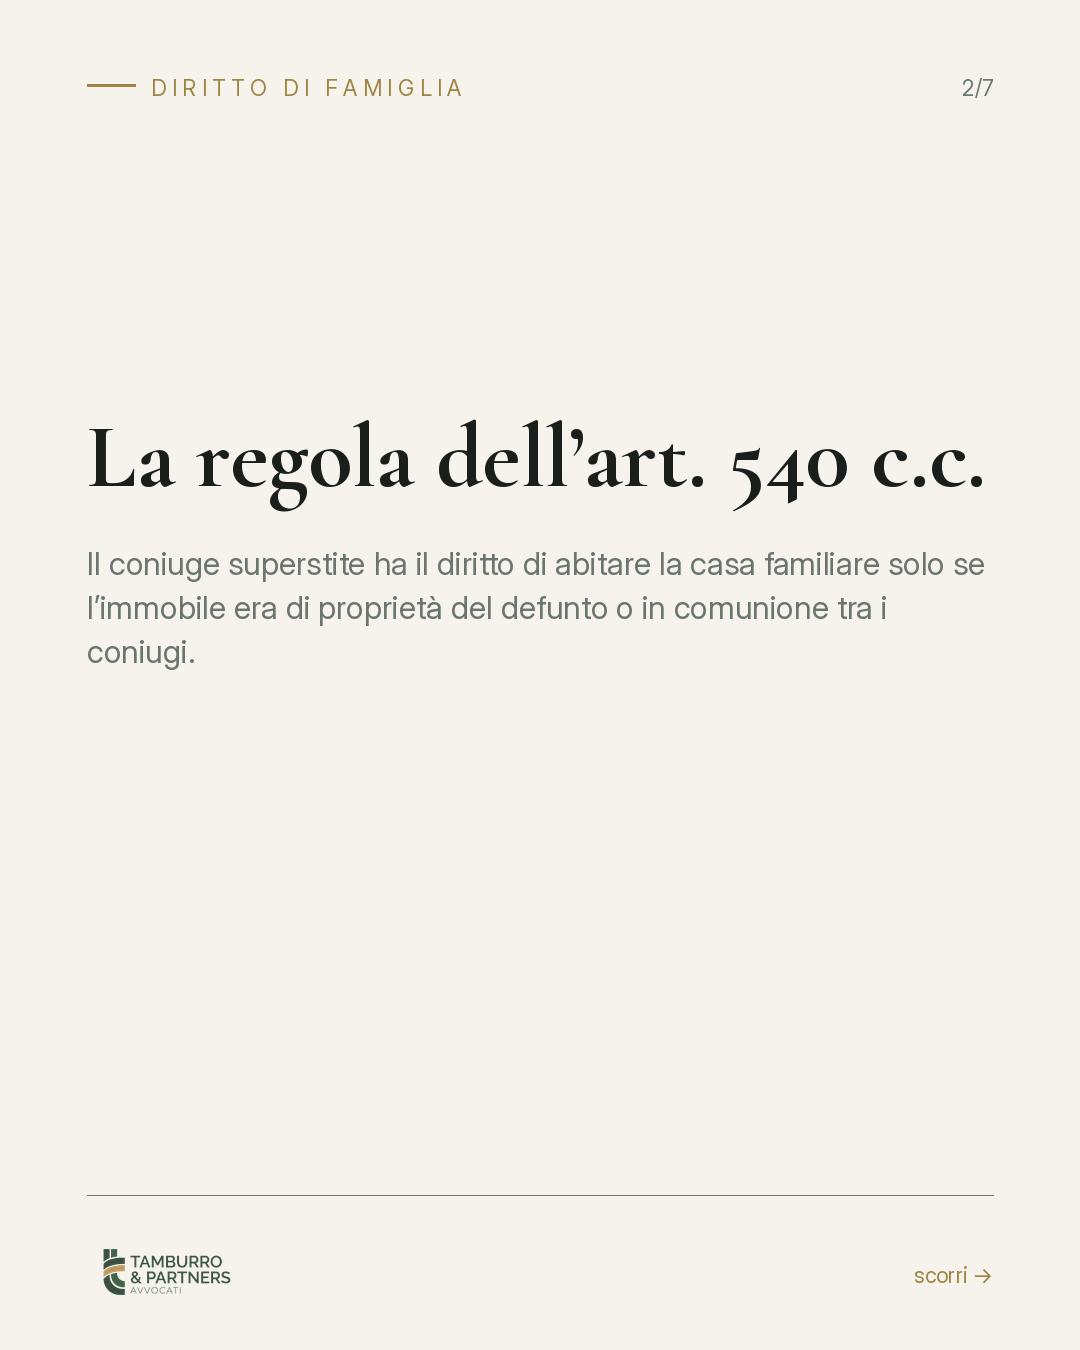 DIRITTO DI FAMIGLIA
2/7
La regola dell’art. 540 c.c.
Il coniuge superstite ha il diritto di abitare la casa familiare solo se
l’immobile era di proprietà del defunto o in comunione tra i
coniugi.
TAMBURRO
& PARTNERS
AVVOCATI
scorri →